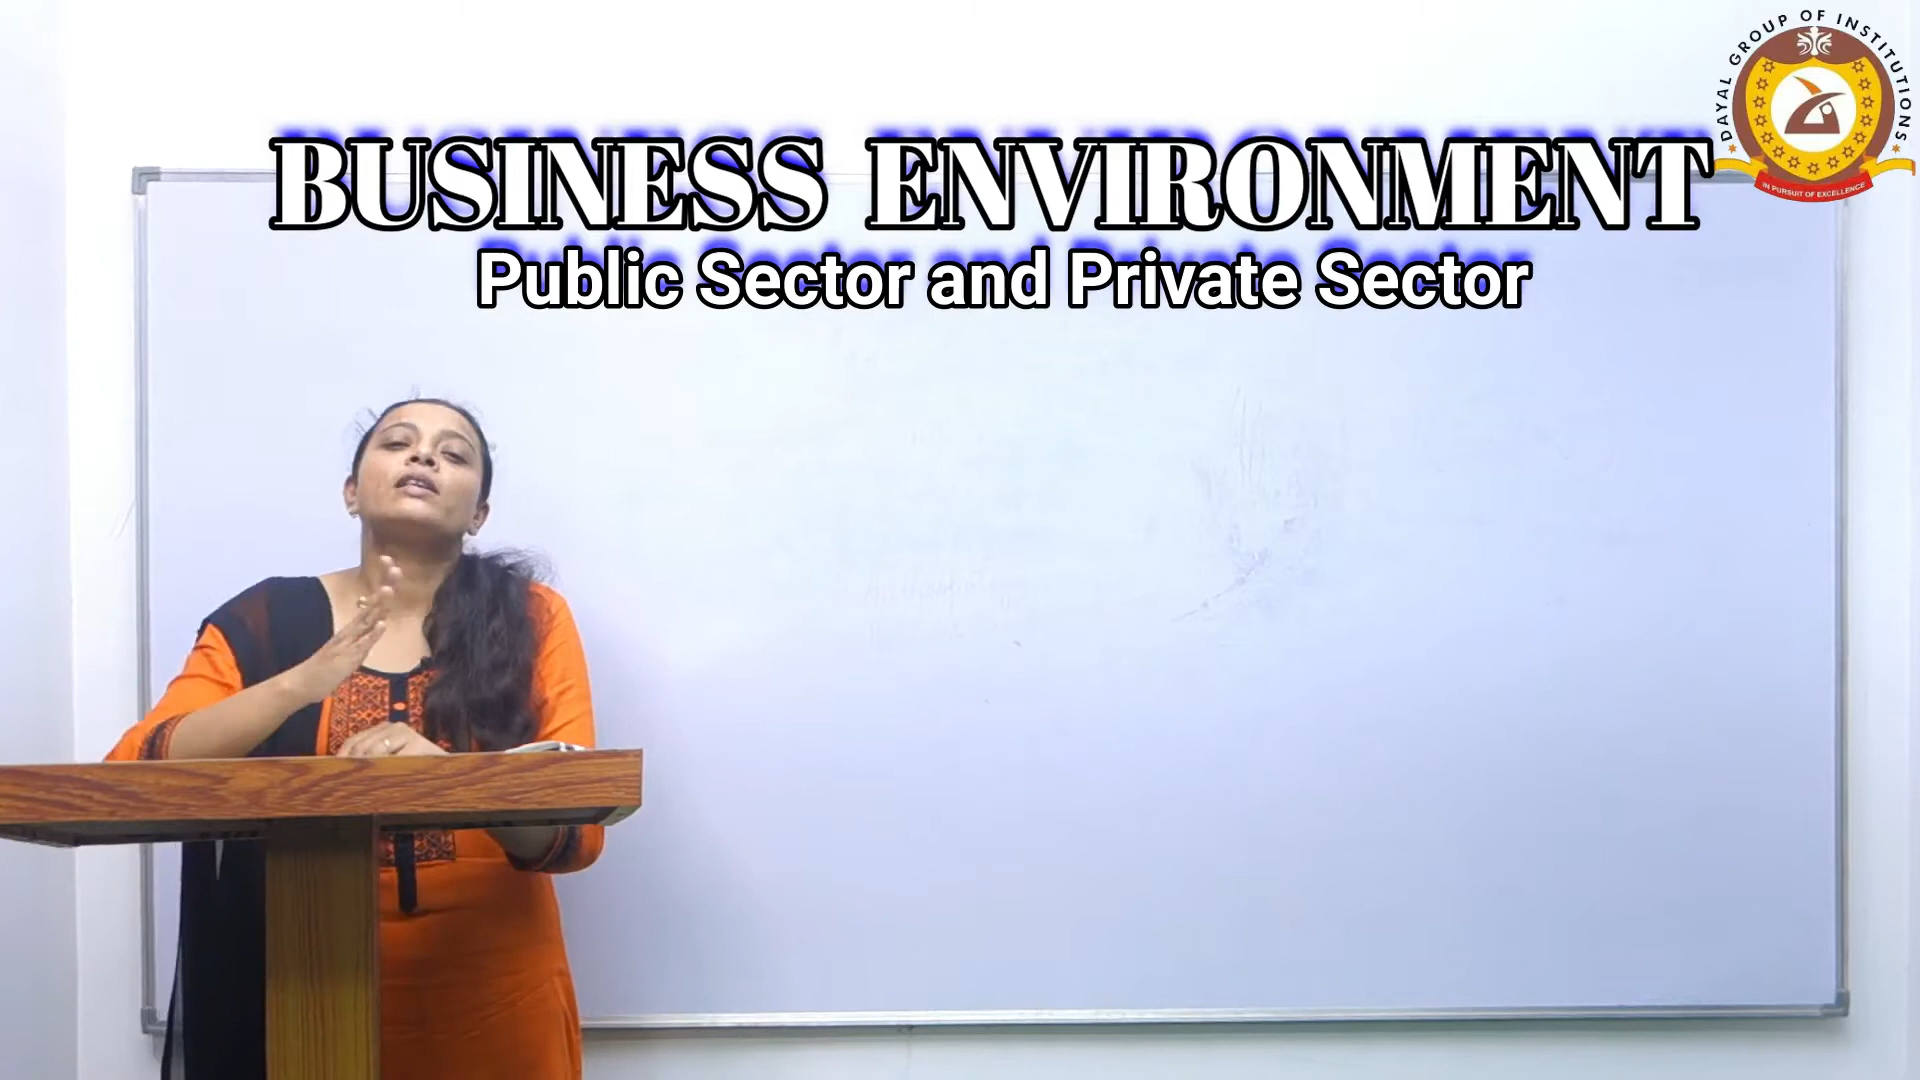 DAYAL GROUP OF INSTITUTIONS
IN PURSUIT OF EXCELLENCE
BUSINESS ENVIRONMENT
Public Sector and Private Sector